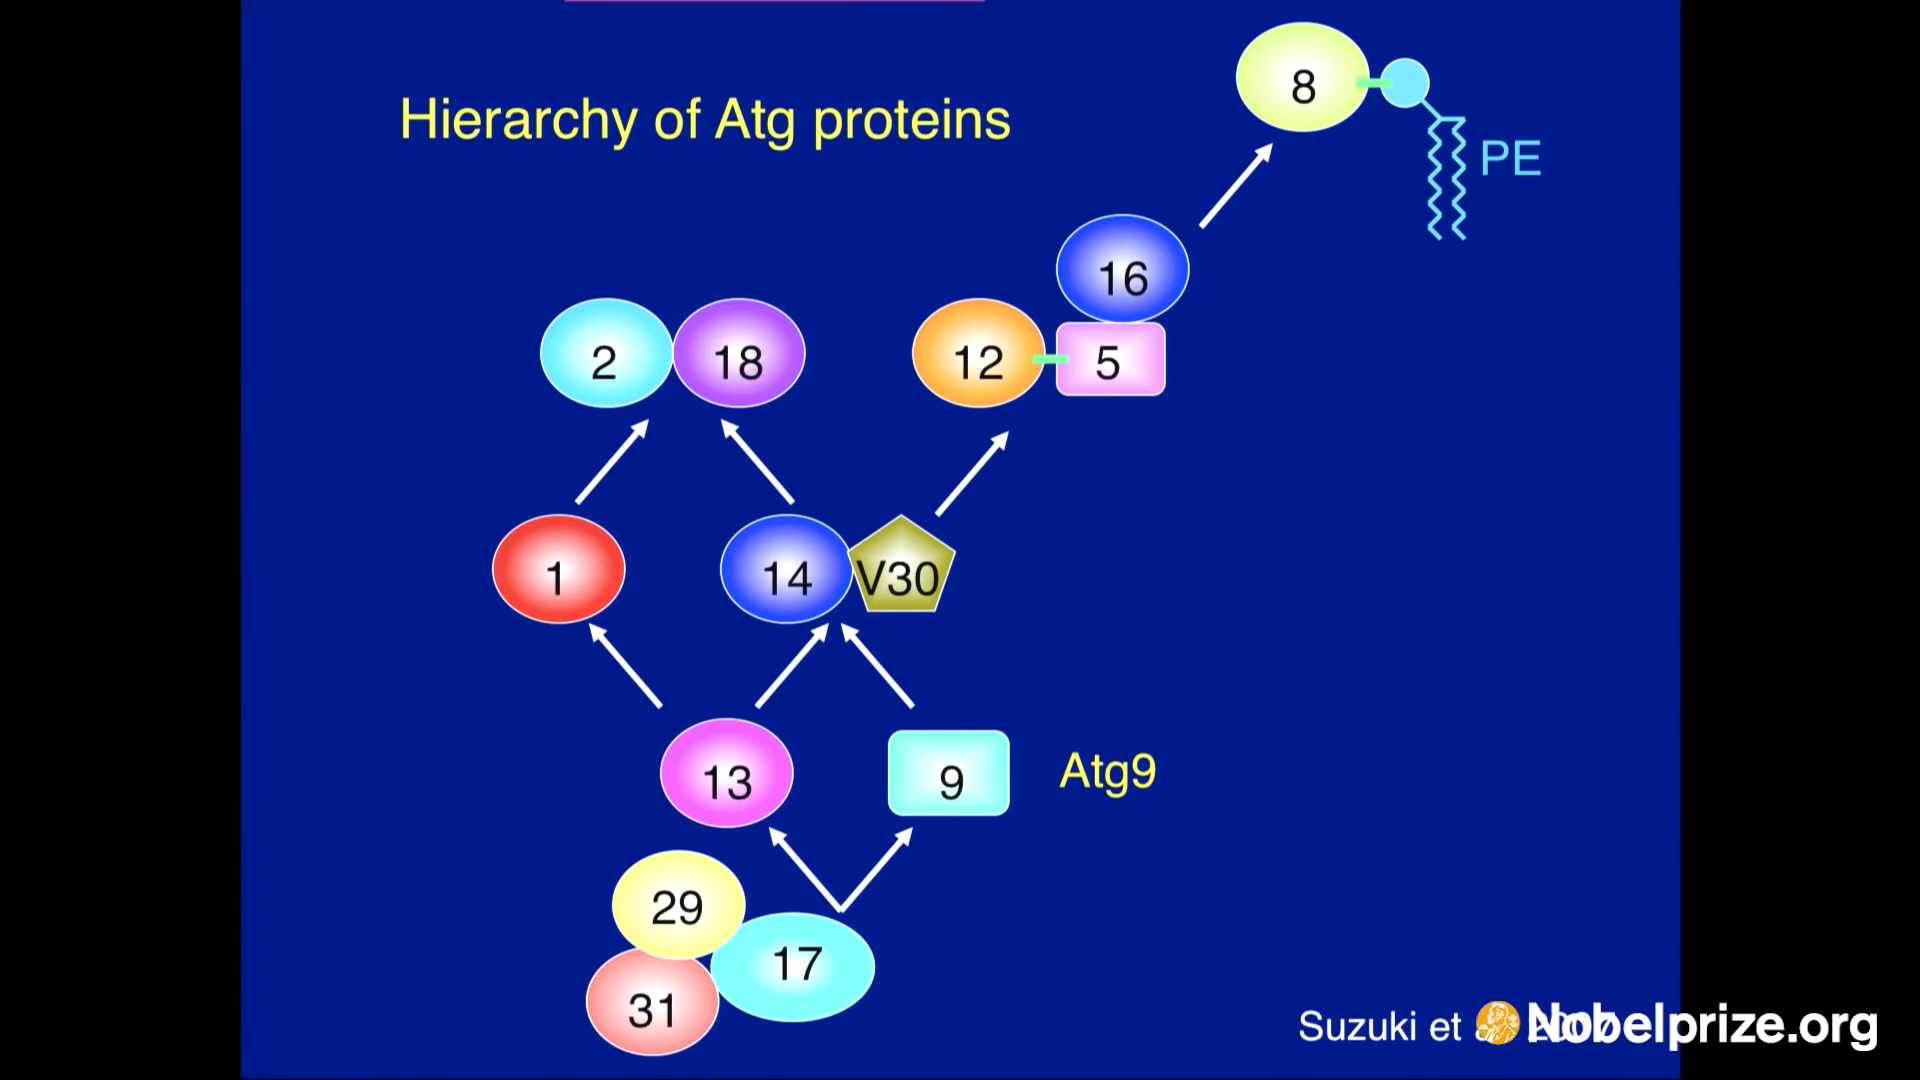 Hierarchy of Atg proteins
8
PE
16
2
18
12
5
1
14
V30
13
9
Atg9
29
17
31
Suzuki et
Nobelprize.org